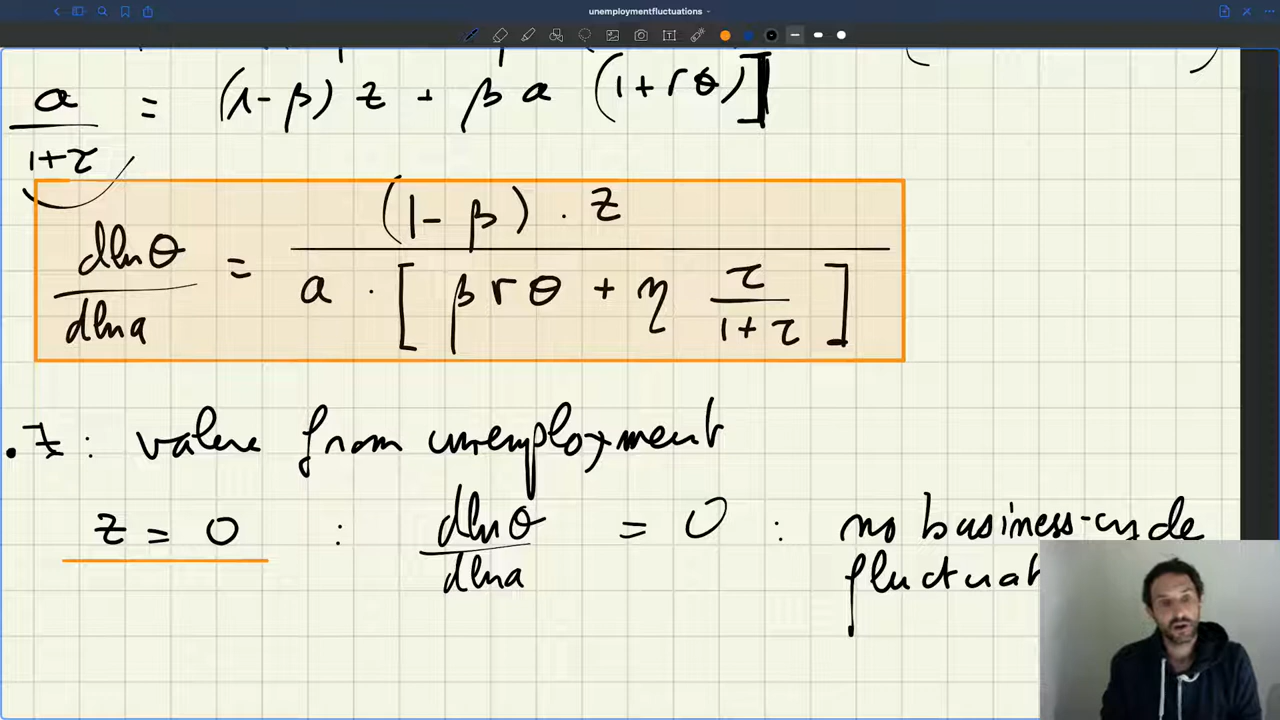 unemploymentfluctuations
a / (1+τ) = (1-β) z + β a (1+rθ)]
dlnθ / dlna = (1-β) · z / a · [βrθ + η τ / (1+τ)]
. z : value from unemployment
z = 0 : dlnθ / dlna = 0 : no business-cycle
fluctuat